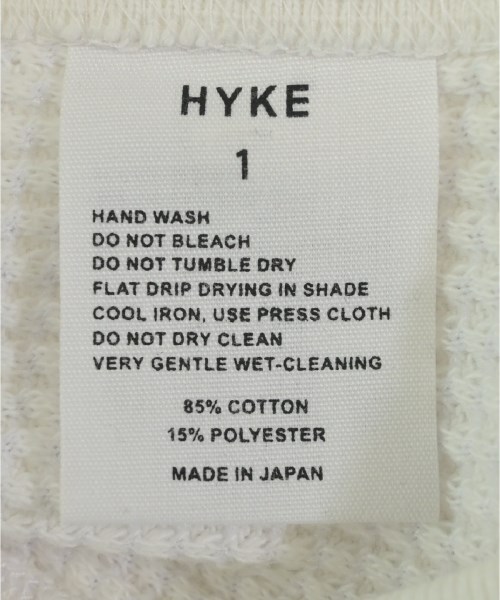 HYKE
1
HAND WASH
DO NOT BLEACH
DO NOT TUMBLE DRY
FLAT DRIP DRYING IN SHADE
COOL IRON, USE PRESS CLOTH
DO NOT DRY CLEAN
VERY GENTLE WET-CLEANING
85% COTTON
15% POLYESTER
MADE IN JAPAN